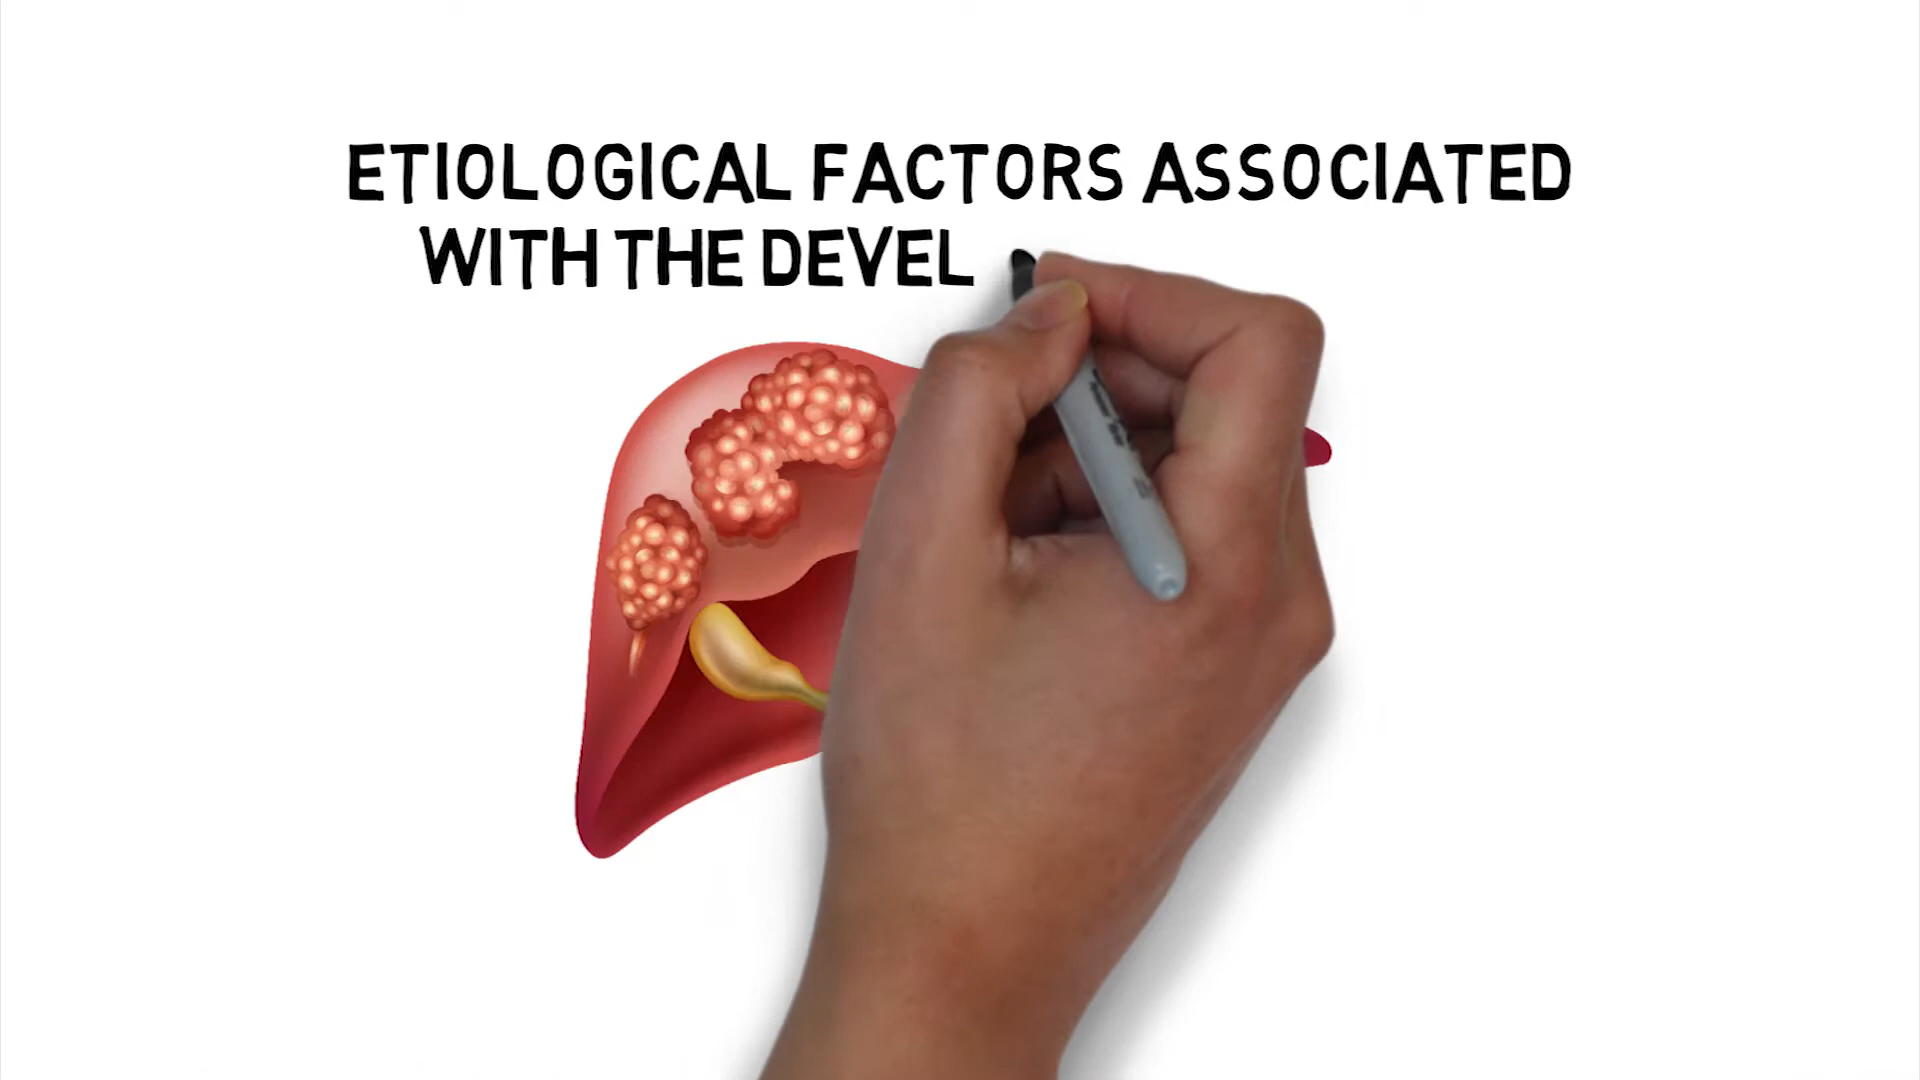 ETIOLOGICAL FACTORS ASSOCIATED
WITH THE DEVEL